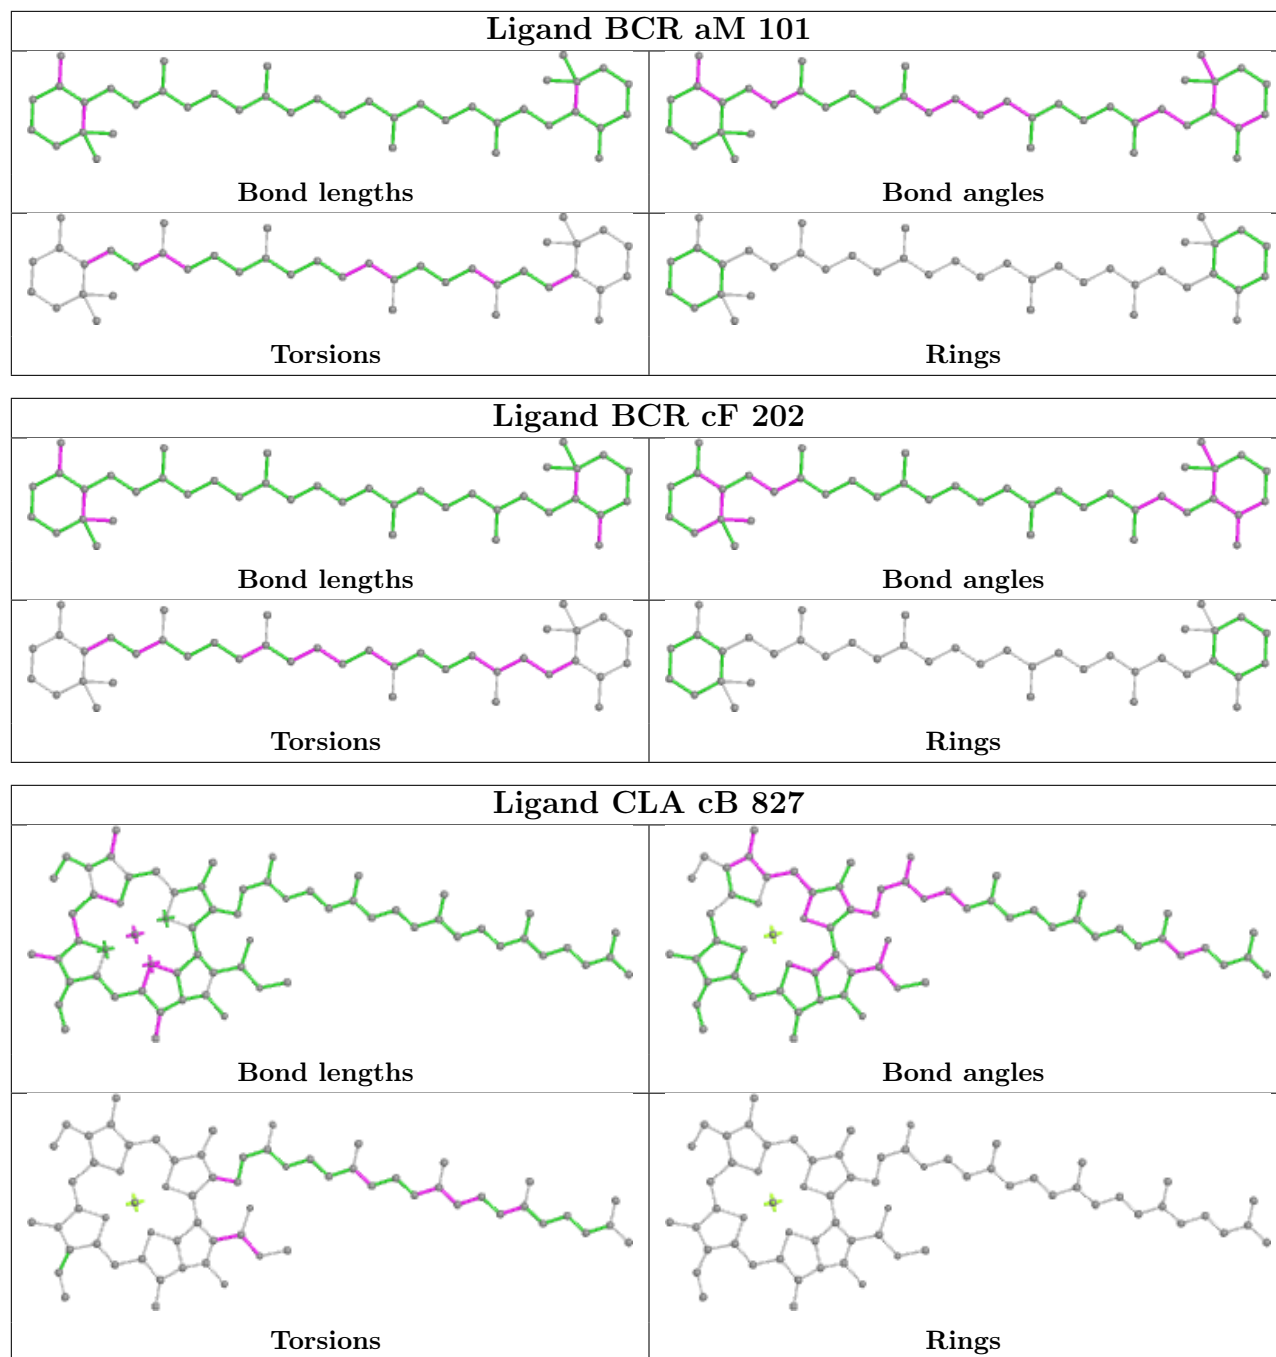 Ligand BCR aM 101
Bond lengths
Bond angles
Torsions
Rings
Ligand BCR cF 202
Bond lengths
Bond angles
Torsions
Rings
Ligand CLA cB 827
Bond lengths
Bond angles
Torsions
Rings